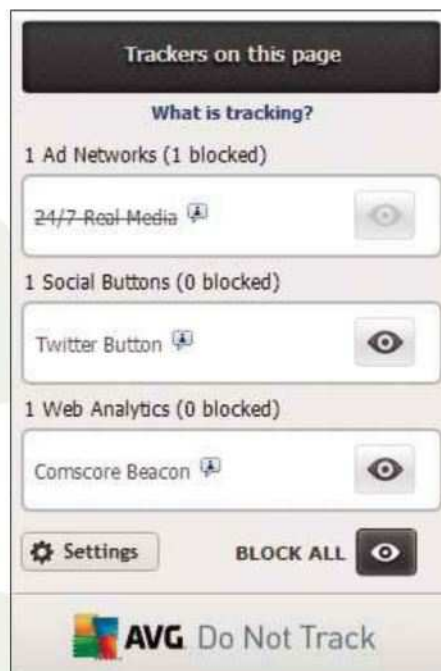 Trackers on this page
What is tracking?
1 Ad Networks (1 blocked)
24/7 Real Media
1 Social Buttons (0 blocked)
Twitter Button
1 Web Analytics (0 blocked)
Comscore Beacon
Settings BLOCK ALL
AVG Do Not Track